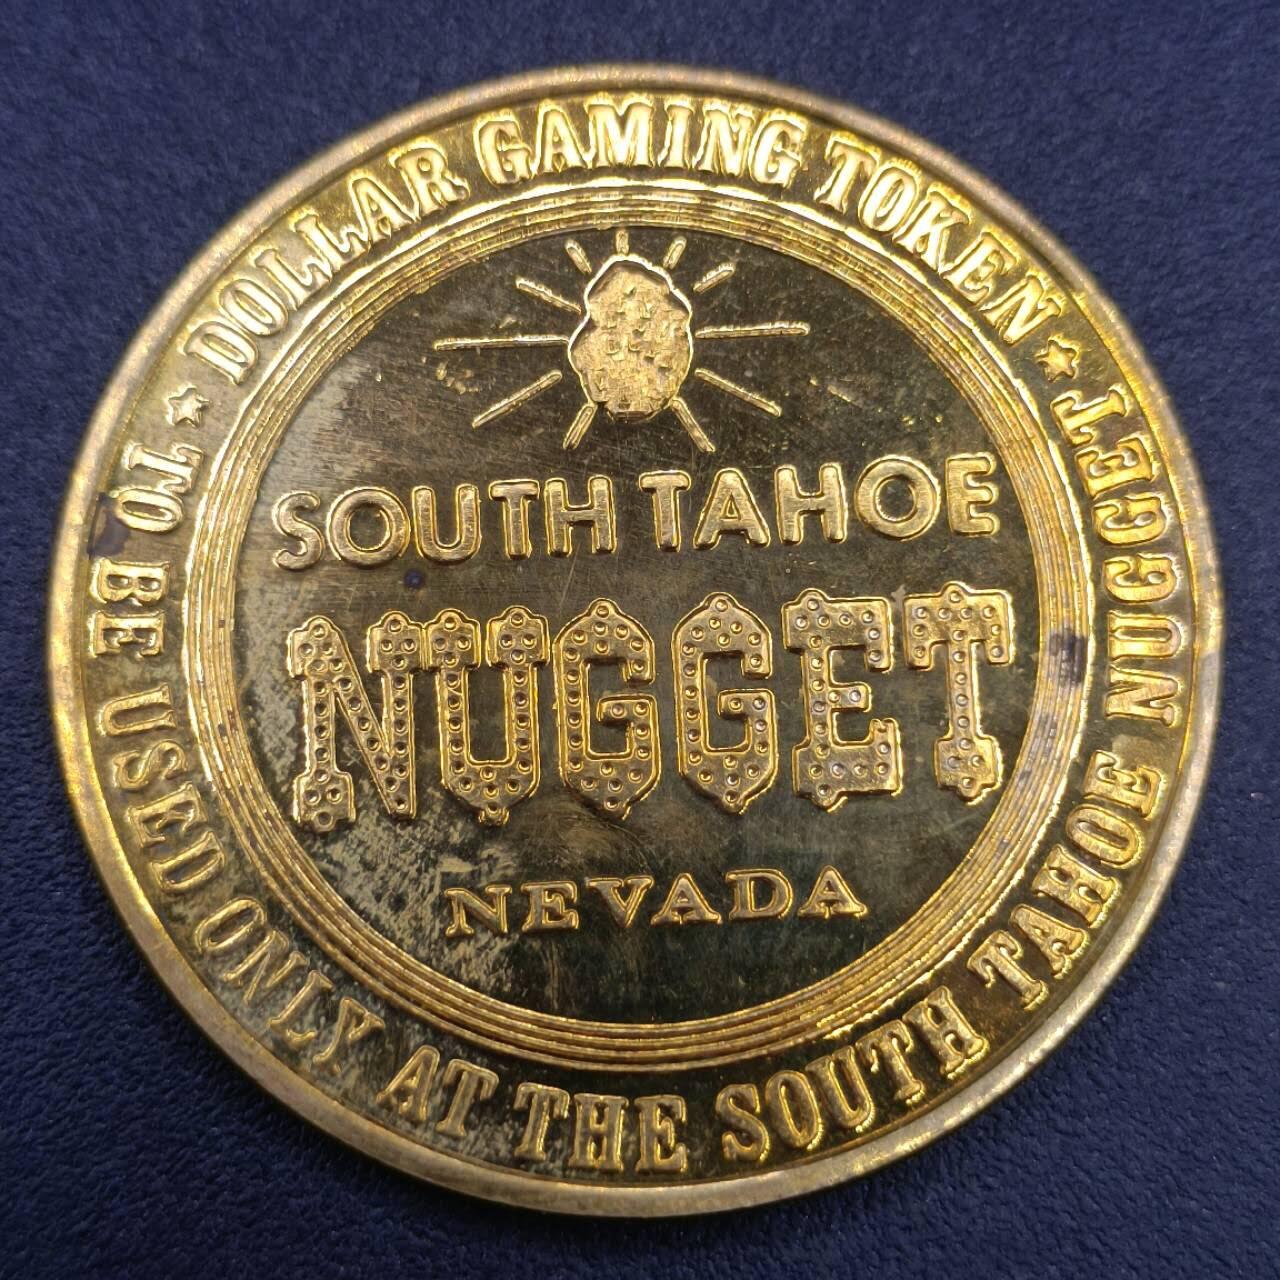 DOLLAR GAMING TOKEN
SOUTH TAHOE
NUGGET
NEVADA
TO BE USED ONLY AT THE SOUTH TAHOE NUGGET